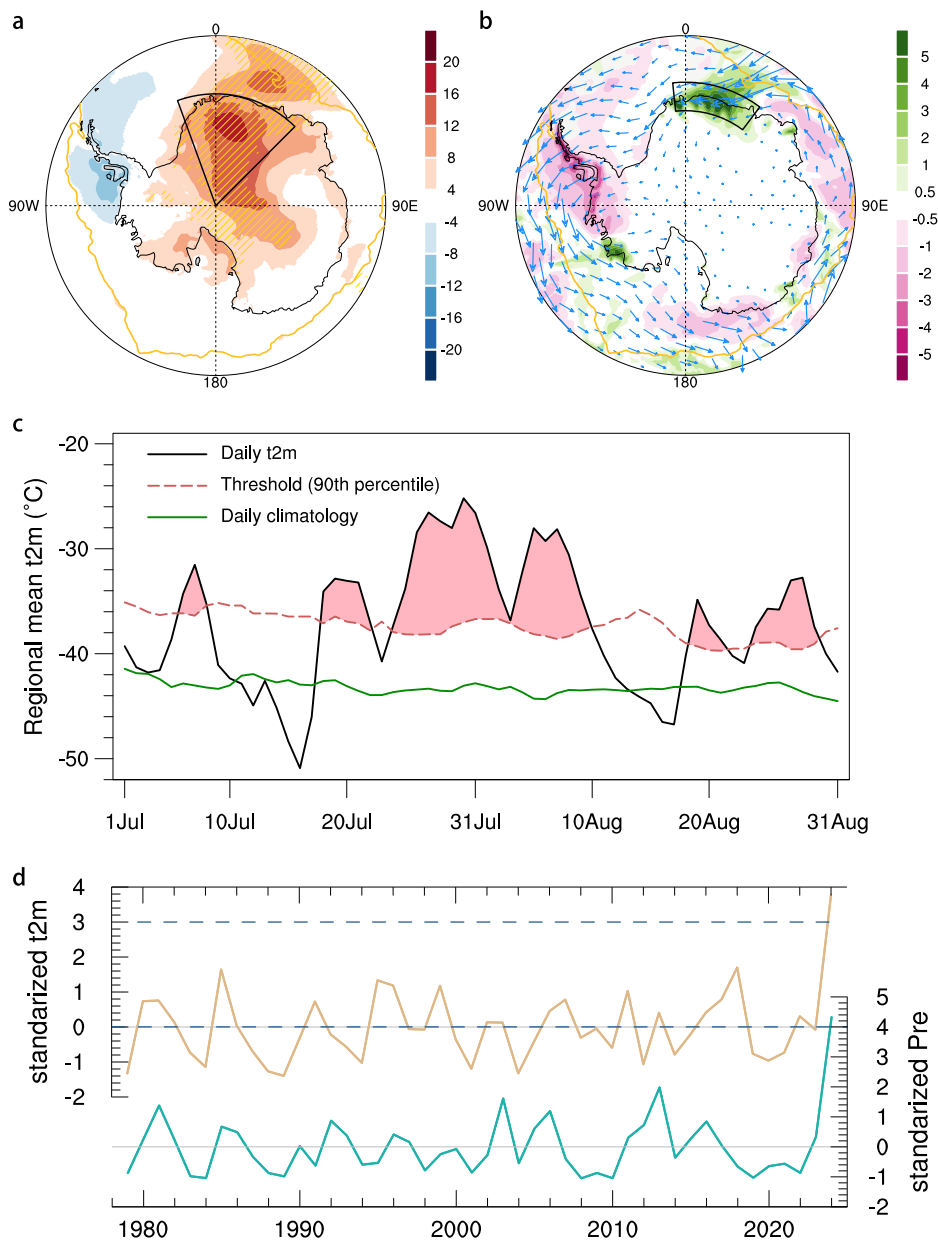 a
0
90W
90E
180
20
16
12
8
4
-4
-8
-12
-16
-20
b
0
90W
90E
180
5
4
3
2
1
0.5
-0.5
-1
-2
-3
-4
-5
c
Regional mean t2m (°C)
-20
-30
-40
-50
Daily t2m
Threshold (90th percentile)
Daily climatology
1Jul 10Jul 20Jul 31Jul 10Aug 20Aug 31Aug
d
standarized t2m
4
3
2
1
0
-1
-2
standarized Pre
5
4
3
2
1
0
-1
-2
1980 1990 2000 2010 2020